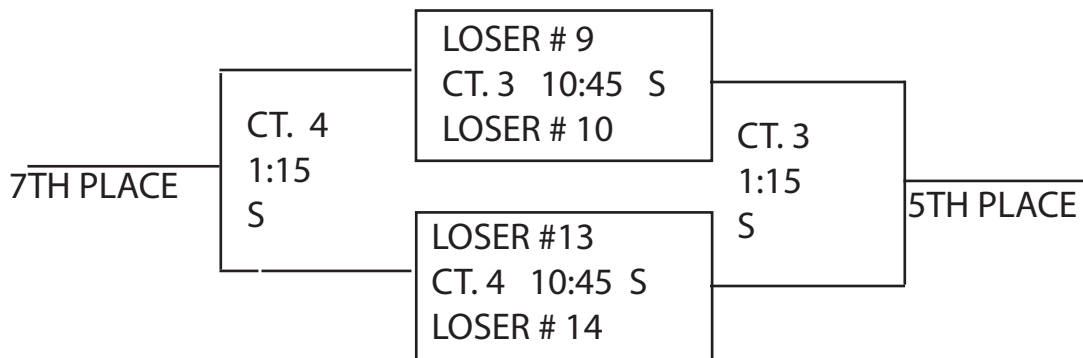 LOSER # 9
CT. 3 10:45 S
LOSER # 10
CT. 4
1:15
S
7TH PLACE
CT. 3
1:15
S
5TH PLACE
LOSER #13
CT. 4 10:45 S
LOSER # 14